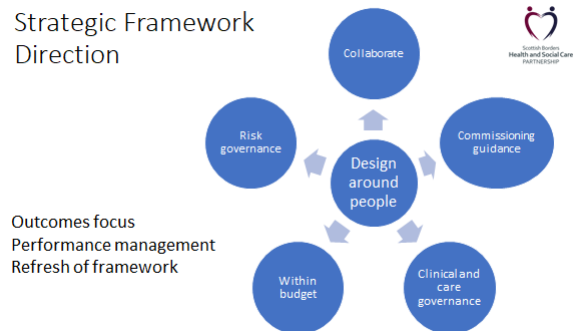 Strategic Framework
Direction
Scottish Borders
Health and Social Care
PARTNERSHIP
Collaborate
Risk
governance
Commissioning
guidance
Design
around
people
Outcomes focus
Performance management
Refresh of framework
Within
budget
Clinical and
care
governance